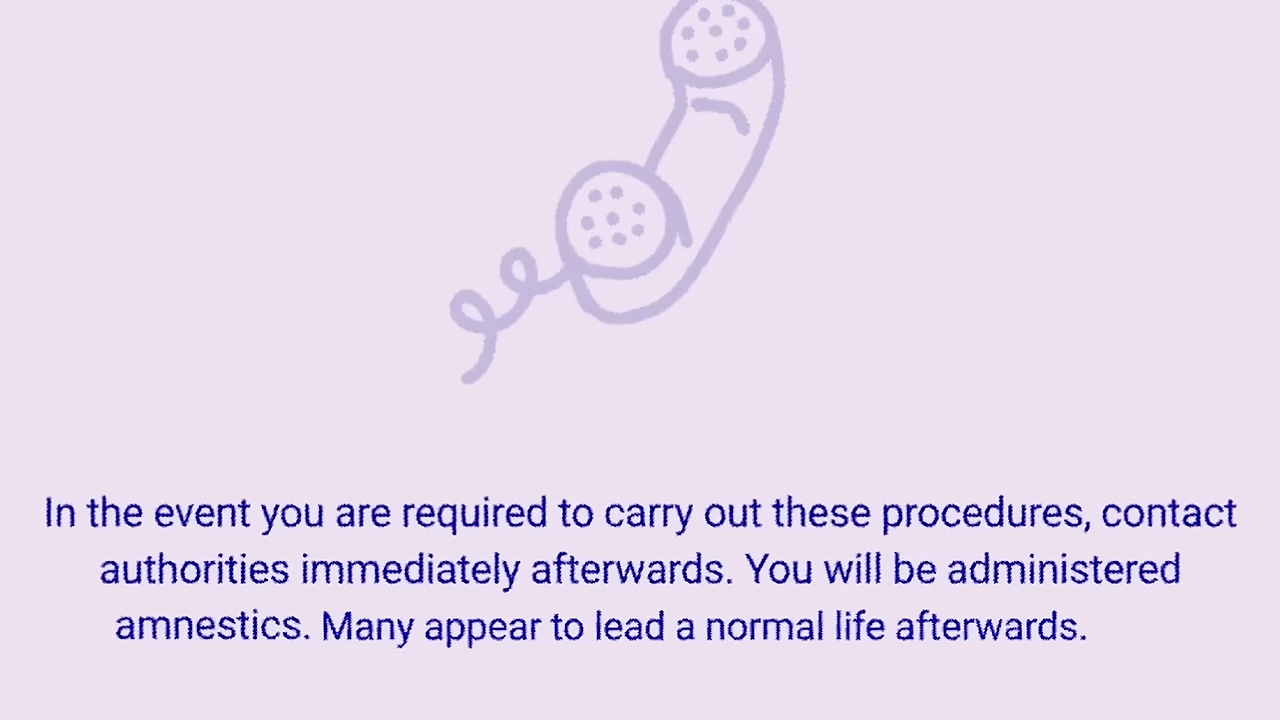 In the event you are required to carry out these procedures, contact
authorities immediately afterwards. You will be administered
amnestics. Many appear to lead a normal life afterwards.